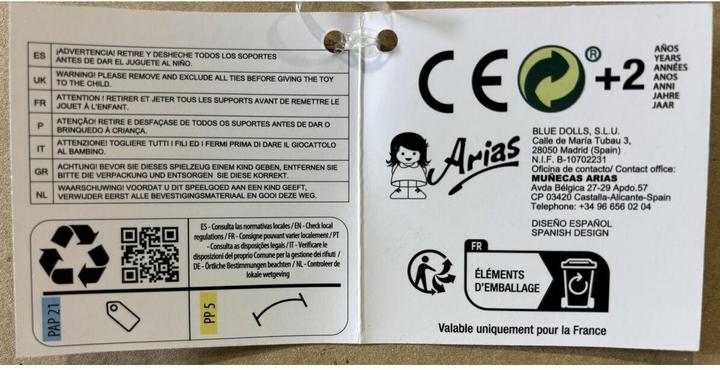 ES ¡ADVERTENCIA! RETIRE Y DESHECHE TODOS LOS SOPORTES
ANTES DE DAR EL JUGUETE AL NIÑO.
UK WARNING! PLEASE REMOVE AND EXCLUDE ALL TIES BEFORE GIVING THE TOY
TO THE CHILD.
FR ATTENTION ! RETIRER ET JETER TOUS LES SUPPORTS AVANT DE REMETTRE LE
JOUET À L'ENFANT.
P ATENÇÃO! RETIRE E DESFAÇASE DE TODOS OS SUPORTES ANTES DE DAR O
BRINQUEDO À CRIANÇA.
IT ATTENZIONE! TOGLIERE TUTTI I FILI ED I FERMI PRIMA DI DARE IL GIOCATTOLO
AL BAMBINO.
GR ACHTUNG! BEVOR SIE DIESES SPIELZEUG EINEM KIND GEBEN, ENTFERNEN SIE
BITTE DIE VERPACKUNG UND ENTSORGEN SIE DIESE KORREKT.
NL WAARSCHUWING! VOORDAT U DIT SPEELGOED AAN EEN KIND GEEFT,
VERWIJDER EERST ALLE BEVESTIGINGSMATERIAAL EN GOOI DEZE WEG.
ES - Consulta las normativas locales / EN - Check local
regulations / FR - Consigne pouvant varier localement / PT
- Consulta as disposições legais / IT - Verificare le
disposizioni del proprio Comune per la gestione dei rifiuti /
DE - Örtliche Bestimmungen beachten / NL - Controleer de
lokale wetgeving
PAP 21
PP 5
CE
®
+2
AÑOS
YEARS
ANNÉES
ANOS
ANNI
JAHRE
JAAR
Arias
BLUE DOLLS, S.L.U.
Calle de María Tubau 3,
28050 Madrid (Spain)
N.I.F. B-10702231
Oficina de contacto/ Contact office:
MUÑECAS ARIAS
Avda Bélgica 27-29 Apdo.57
CP 03420 Castalla-Alicante-Spain
Telephone: +34 96 656 02 04
DISEÑO ESPAÑOL
SPANISH DESIGN
FR
ÉLÉMENTS
D'EMBALLAGE
Valable uniquement pour la France